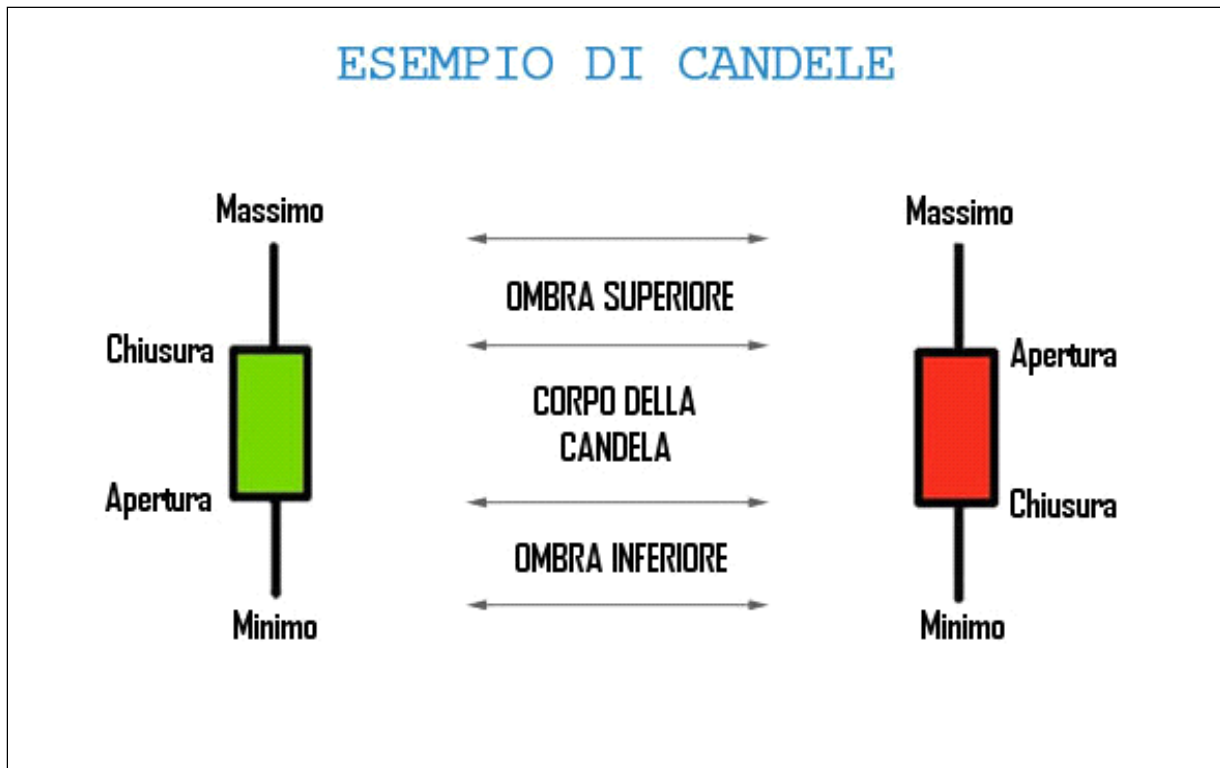 ESEMPIO DI CANDELE
Massimo
Massimo
OMBRA SUPERIORE
Chiusura
Apertura
CORPO DELLA
CANDELA
Apertura
Chiusura
OMBRA INFERIORE
Minimo
Minimo